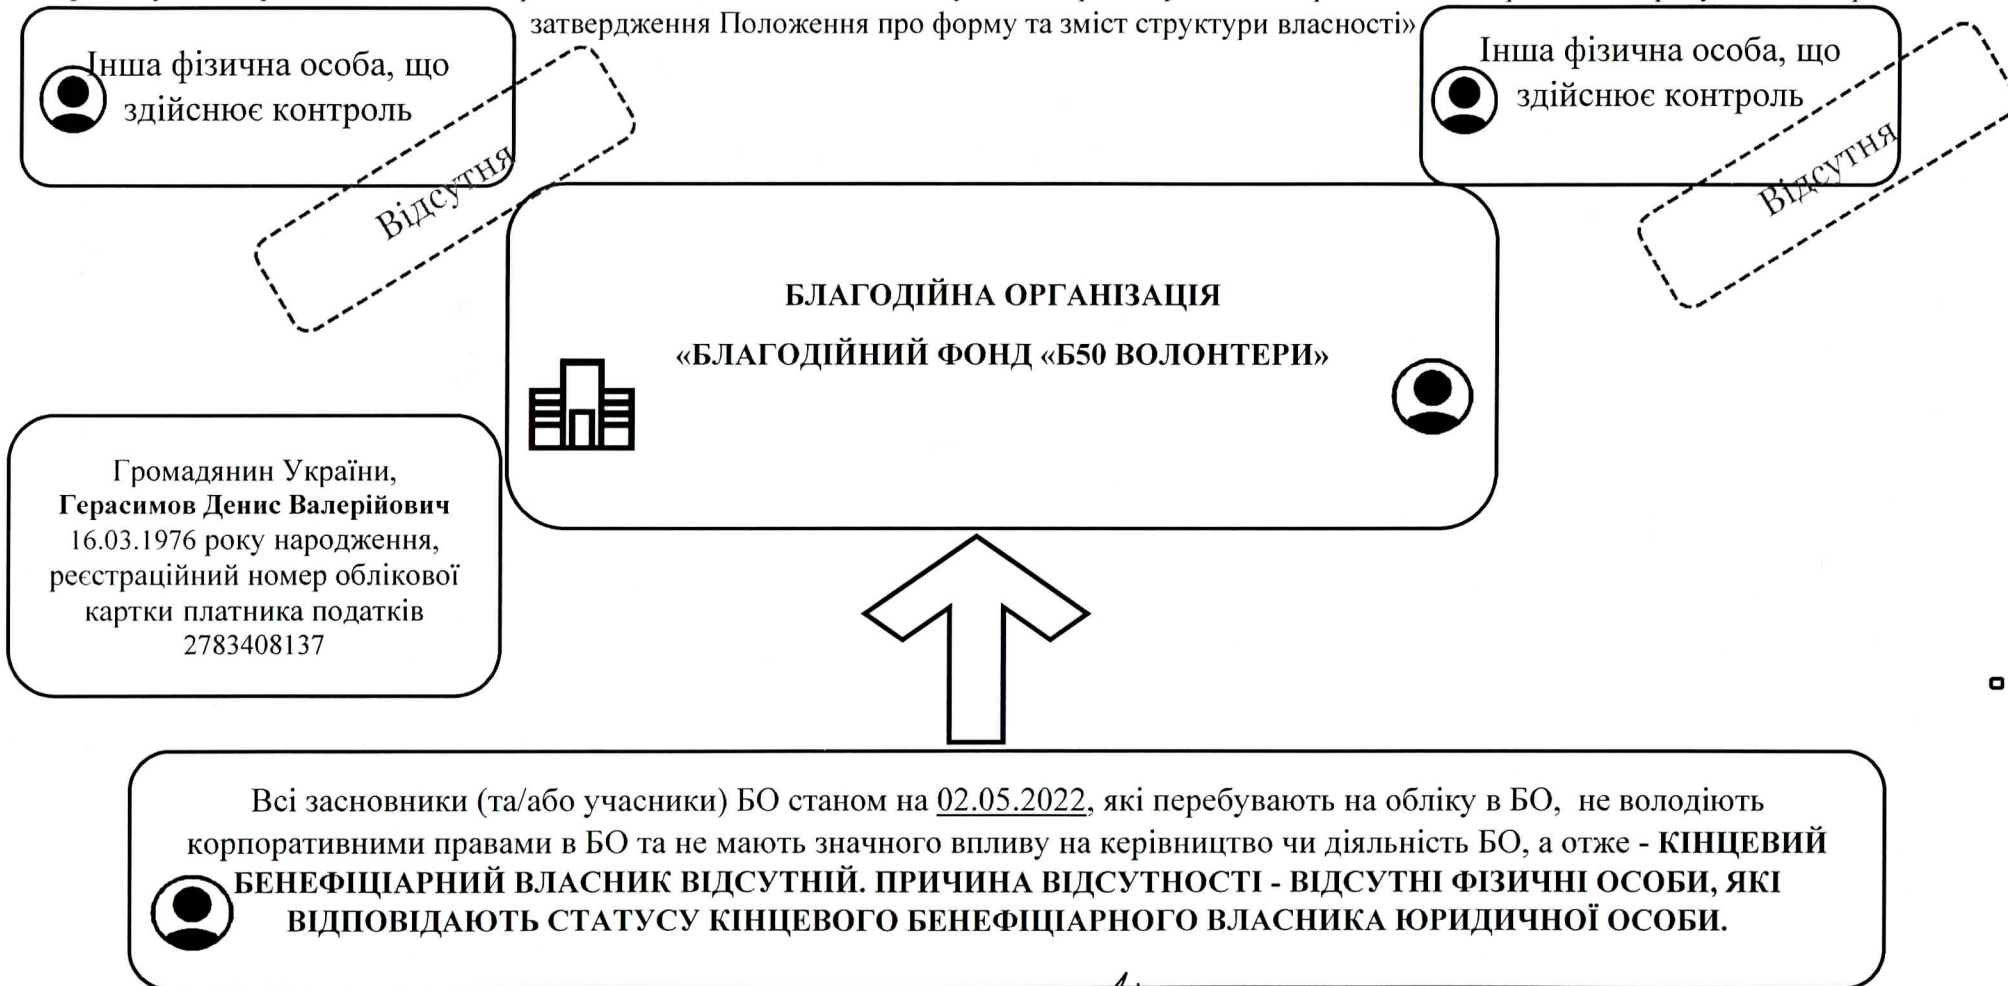 затвердження Положення про форму та зміст структури власності»
Інша фізична особа, що
здійснює контроль
Відсутня
Інша фізична особа, що
здійснює контроль
Відсутня
БЛАГОДІЙНА ОРГАНІЗАЦІЯ
«БЛАГОДІЙНИЙ ФОНД «Б50 ВОЛОНТЕРИ»
Громадянин України,
Герасимов Денис Валерійович
16.03.1976 року народження,
реєстраційний номер облікової
картки платника податків
2783408137
Всі засновники (та/або учасники) БО станом на 02.05.2022, які перебувають на обліку в БО, не володіють
корпоративними правами в БО та не мають значного впливу на керівництво чи діяльність БО, а отже - КІНЦЕВИЙ
БЕНЕФІЦІАРНИЙ ВЛАСНИК ВІДСУТНІЙ. ПРИЧИНА ВІДСУТНОСТІ - ВІДСУТНІ ФІЗИЧНІ ОСОБИ, ЯКІ
ВІДПОВІДАЮТЬ СТАТУСУ КІНЦЕВОГО БЕНЕФІЦІАРНОГО ВЛАСНИКА ЮРИДИЧНОЇ ОСОБИ.